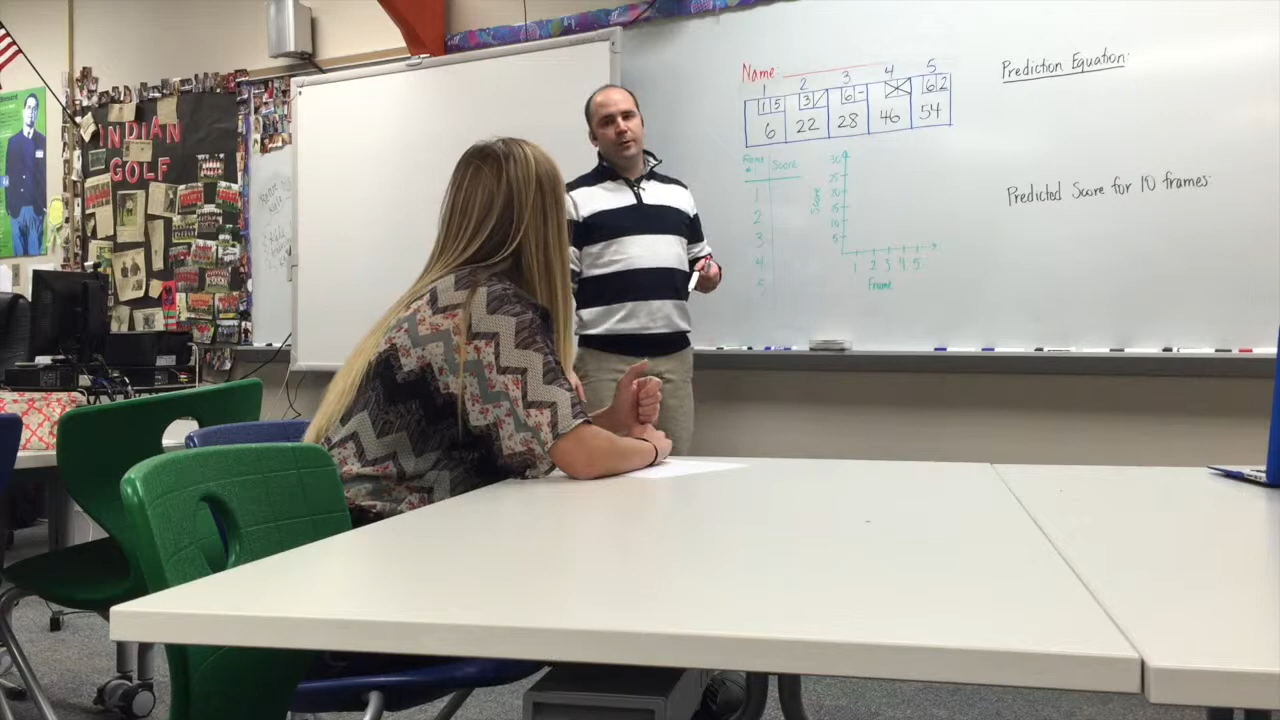 INDIAN
GOLF
Name:
1 2 3 4 5
1 5 3 / 6 - X 6 2
6 22 28 46 54
Frame # Score
1
2
3
4
5
Score
30
25
20
15
10
5
1 2 3 4 5
Frame
Prediction Equation:
Predicted Score for 10 frames: